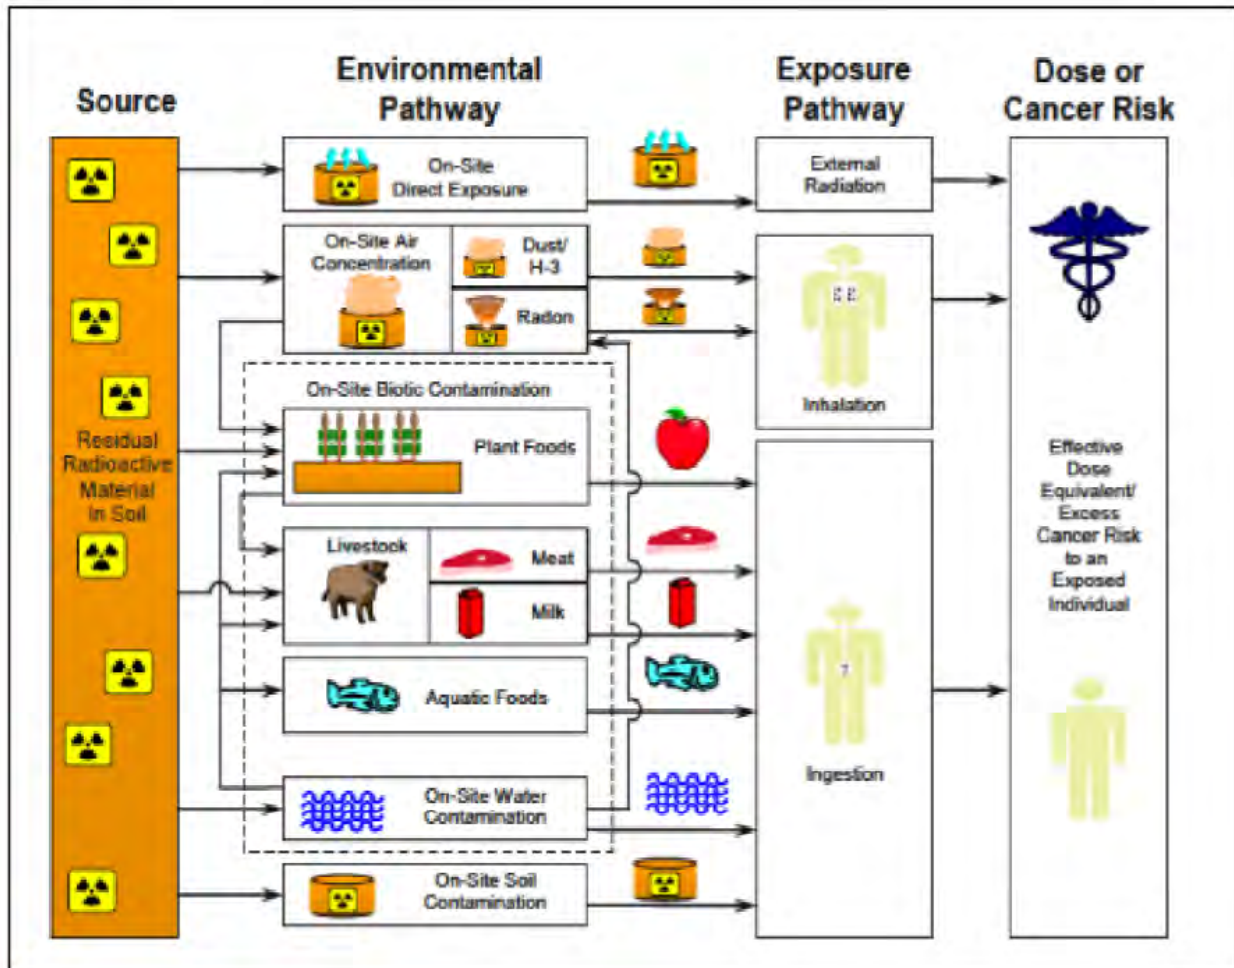 Source
Environmental
Pathway
Exposure
Pathway
Dose or
Cancer Risk
Residual
Radioactive
Material
In Soil
On-Site
Direct Exposure
On-Site Air
Concentration
Dust/
H-3
Radon
On-Site Biotic Contamination
Plant Foods
Livestock
Meat
Milk
Aquatic Foods
On-Site Water
Contamination
On-Site Soil
Contamination
External
Radiation
Inhalation
Ingestion
Effective
Dose
Equivalent/
Excess
Cancer Risk
to an
Exposed
Individual